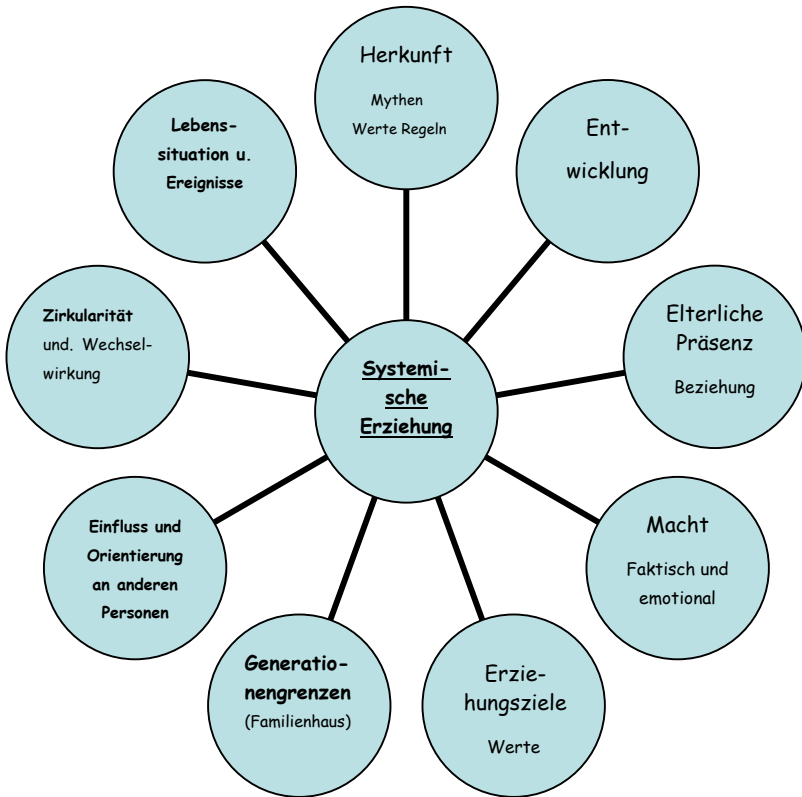 Herkunft
Mythen
Werte Regeln
Ent-
wicklung
Elterliche
Präsenz
Beziehung
Macht
Faktisch und
emotional
Erzie-
hungsziele
Werte
Generatio-
nengrenzen
(Familienhaus)
Einfluss und
Orientierung
an anderen
Personen
Zirkularität
und. Wechsel-
wirkung
Lebens-
situation u.
Ereignisse
Systemi-
sche
Erziehung